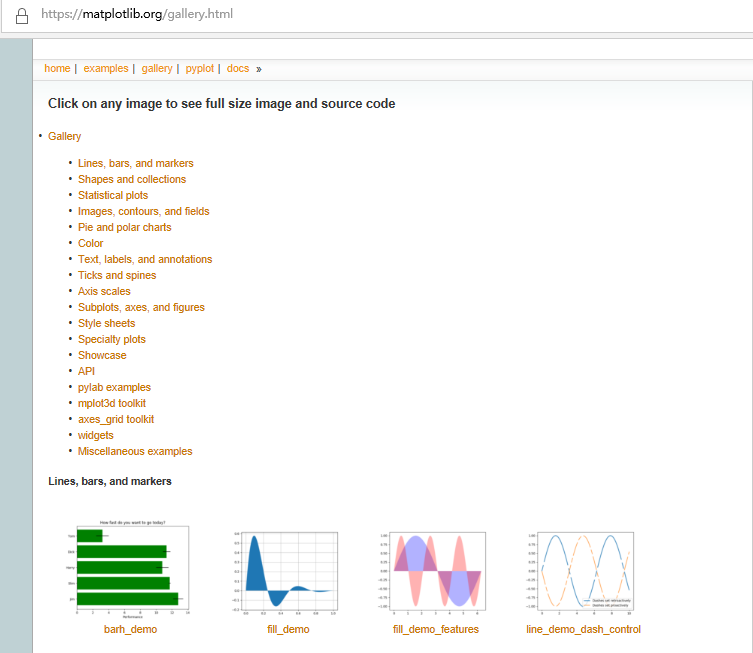 https://matplotlib.org/gallery.html
home | examples | gallery | pyplot | docs »
Click on any image to see full size image and source code
• Gallery
• Lines, bars, and markers
• Shapes and collections
• Statistical plots
• Images, contours, and fields
• Pie and polar charts
• Color
• Text, labels, and annotations
• Ticks and spines
• Axis scales
• Subplots, axes, and figures
• Style sheets
• Specialty plots
• Showcase
• API
• pylab examples
• mplot3d toolkit
• axes_grid toolkit
• widgets
• Miscellaneous examples
Lines, bars, and markers
How fast do you want to go today?
Performance
barh_demo
fill_demo
fill_demo_features
line_demo_dash_control